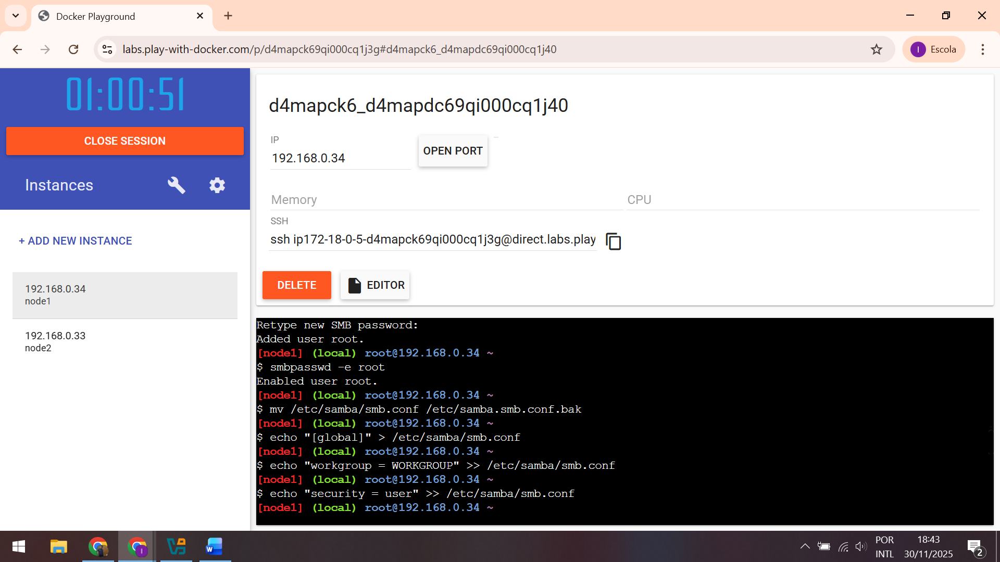 Docker Playground
labs.play-with-docker.com/p/d4mapck69qi000cq1j3g#d4mapck6_d4mapdc69qi000cq1j40
I
Escola
01:00:51
CLOSE SESSION
Instances
+ ADD NEW INSTANCE
192.168.0.34
node1
192.168.0.33
node2
d4mapck6_d4mapdc69qi000cq1j40
IP
192.168.0.34
OPEN PORT
Memory
CPU
SSH
ssh ip172-18-0-5-d4mapck69qi000cq1j3g@direct.labs.play
DELETE
EDITOR
Retype new SMB password:
Added user root.
[node1] (local) root@192.168.0.34 ~
$ smbpasswd -e root
Enabled user root.
[node1] (local) root@192.168.0.34 ~
$ mv /etc/samba/smb.conf /etc/samba.smb.conf.bak
[node1] (local) root@192.168.0.34 ~
$ echo "[global]" > /etc/samba/smb.conf
[node1] (local) root@192.168.0.34 ~
$ echo "workgroup = WORKGROUP" >> /etc/samba/smb.conf
[node1] (local) root@192.168.0.34 ~
$ echo "security = user" >> /etc/samba/smb.conf
[node1] (local) root@192.168.0.34 ~
I
W
POR
INTL
18:43
30/11/2025
2